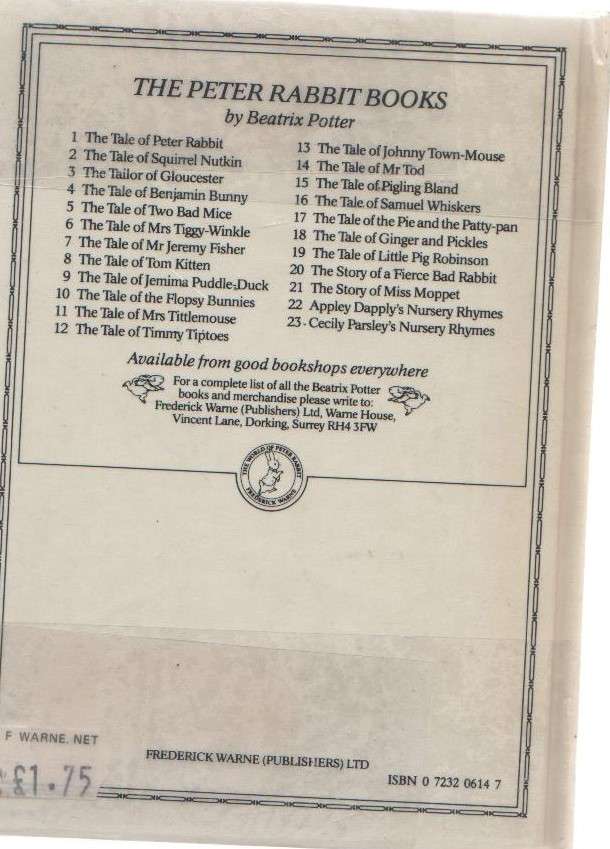 THE PETER RABBIT BOOKS
by Beatrix Potter
1 The Tale of Peter Rabbit
2 The Tale of Squirrel Nutkin
3 The Tailor of Gloucester
4 The Tale of Benjamin Bunny
5 The Tale of Two Bad Mice
6 The Tale of Mrs Tiggy-Winkle
7 The Tale of Mr Jeremy Fisher
8 The Tale of Tom Kitten
9 The Tale of Jemima Puddle-Duck
10 The Tale of the Flopsy Bunnies
11 The Tale of Mrs Tittlemouse
12 The Tale of Timmy Tiptoes
13 The Tale of Johnny Town-Mouse
14 The Tale of Mr Tod
15 The Tale of Pigling Bland
16 The Tale of Samuel Whiskers
17 The Tale of the Pie and the Patty-pan
18 The Tale of Ginger and Pickles
19 The Tale of Little Pig Robinson
20 The Story of a Fierce Bad Rabbit
21 The Story of Miss Moppet
22 Appley Dapply's Nursery Rhymes
23 Cecily Parsley's Nursery Rhymes
Available from good bookshops everywhere
For a complete list of all the Beatrix Potter
books and merchandise please write to:
Frederick Warne (Publishers) Ltd, Warne House,
Vincent Lane, Dorking, Surrey RH4 3FW
THE WORLD OF PETER RABBIT
FREDERICK WARNE
F WARNE. NET
£1.75
FREDERICK WARNE (PUBLISHERS) LTD
ISBN 0 7232 0614 7